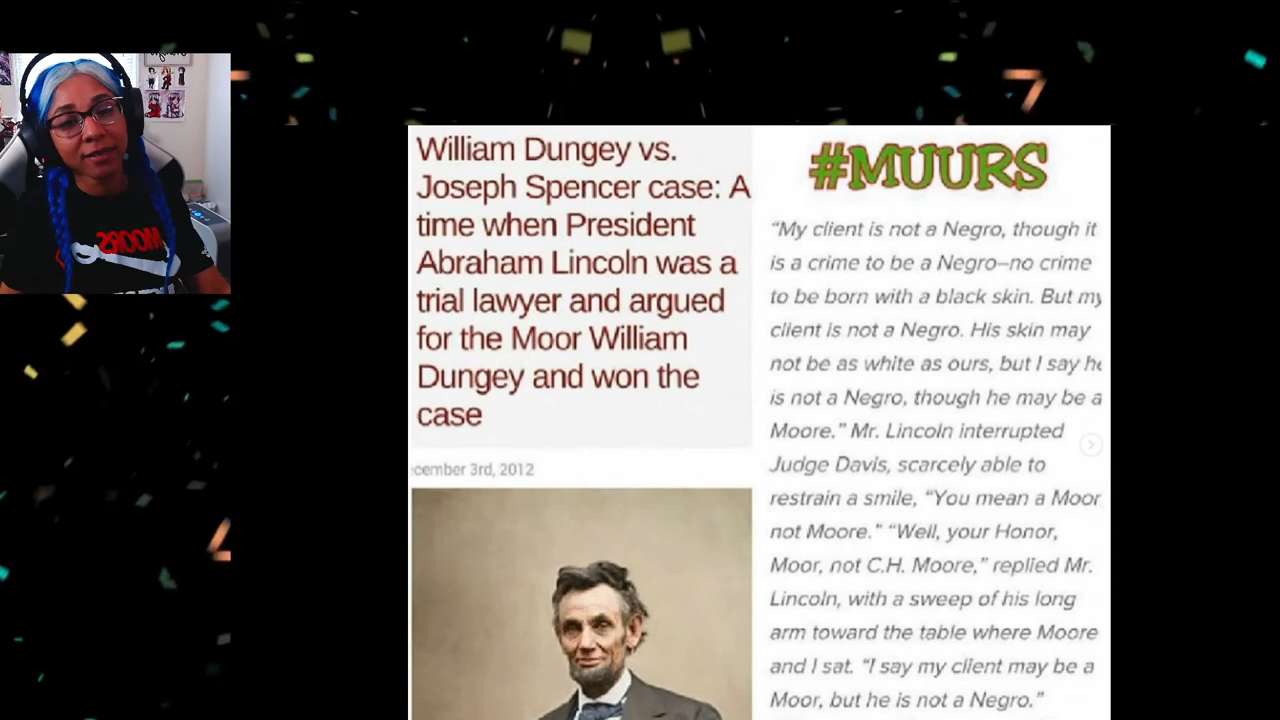 William Dungey vs.
Joseph Spencer case: A
time when President
Abraham Lincoln was a
trial lawyer and argued
for the Moor William
Dungey and won the
case
cember 3rd, 2012
#MUURS
“My client is not a Negro, though it
is a crime to be a Negro–no crime
to be born with a black skin. But my
client is not a Negro. His skin may
not be as white as ours, but I say he
is not a Negro, though he may be a
Moore.” Mr. Lincoln interrupted
Judge Davis, scarcely able to
restrain a smile, “You mean a Moor
not Moore.” “Well, your Honor,
Moor, not C.H. Moore,” replied Mr.
Lincoln, with a sweep of his long
arm toward the table where Moore
and I sat. “I say my client may be a
Moor, but he is not a Negro.”